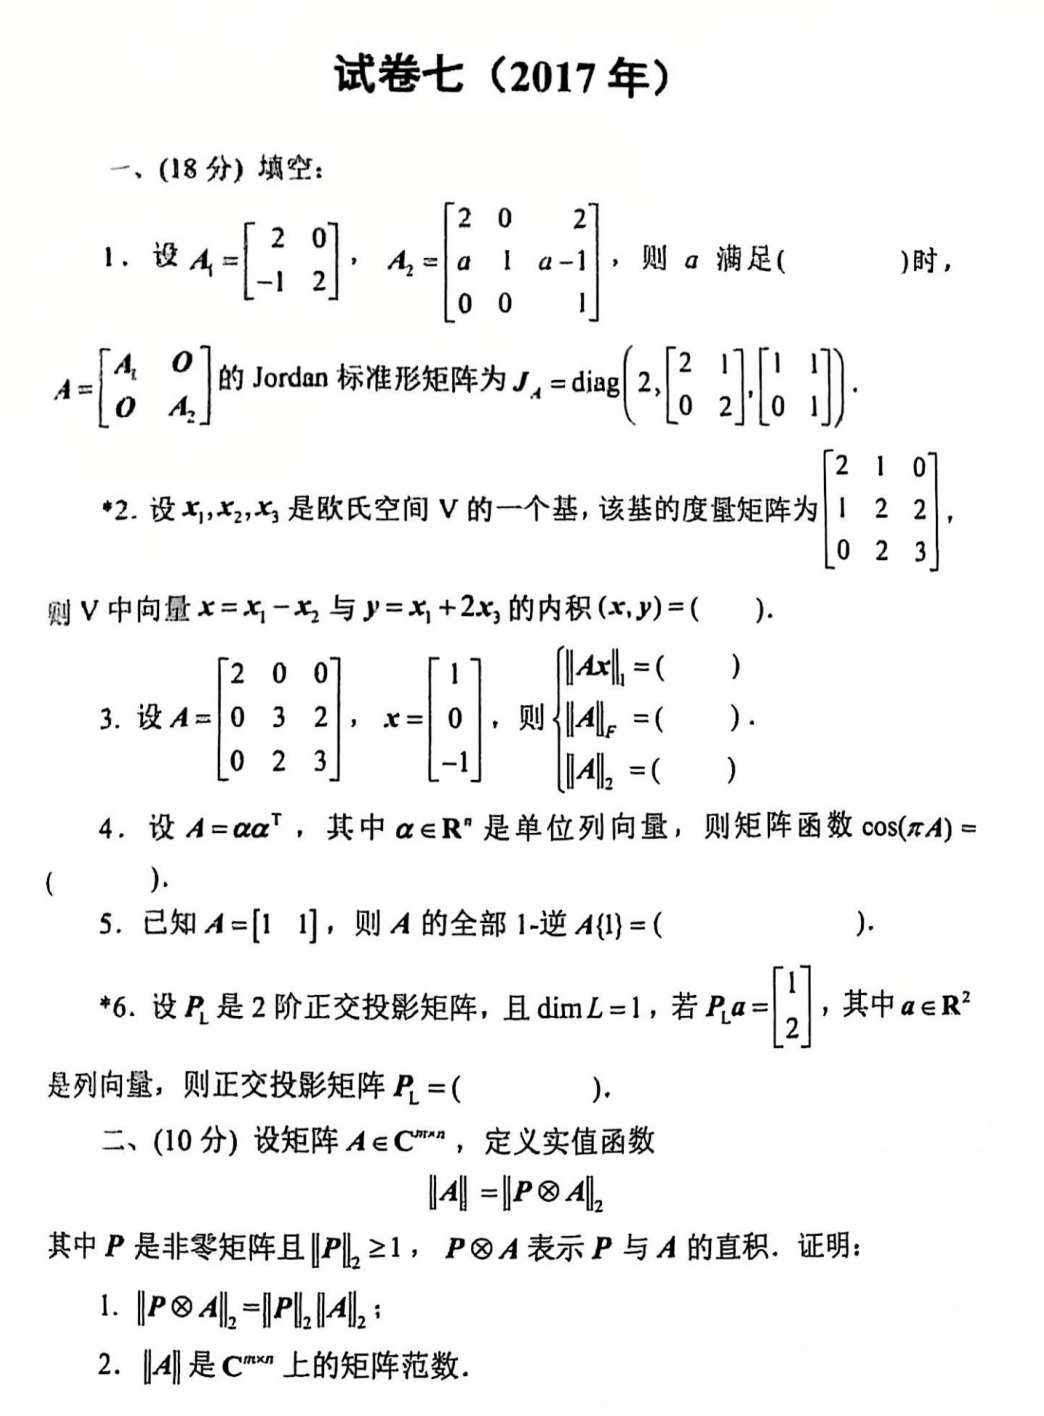 试卷七（2017 年）
一、(18 分) 填空：
1．设 $A_1=\begin{bmatrix}2&0\\-1&2\end{bmatrix}$，$A_2=\begin{bmatrix}2&0&2\\a&1&a-1\\0&0&1\end{bmatrix}$，则 a 满足(　　　)时，
$A=\begin{bmatrix}A_1&O\\O&A_2\end{bmatrix}$的 Jordan 标准形矩阵为 $J_A=\mathrm{diag}\left(2,\begin{bmatrix}2&1\\0&2\end{bmatrix},\begin{bmatrix}1&1\\0&1\end{bmatrix}\right)$．
*2. 设 $x_1,x_2,x_3$ 是欧氏空间 V 的一个基，该基的度量矩阵为 $\begin{bmatrix}2&1&0\\1&2&2\\0&2&3\end{bmatrix}$，
则 V 中向量 $x=x_1-x_2$ 与 $y=x_1+2x_3$ 的内积 $(x,y)=$(　　).
3. 设 $A=\begin{bmatrix}2&0&0\\0&3&2\\0&2&3\end{bmatrix}$，$x=\begin{bmatrix}1\\0\\-1\end{bmatrix}$，则 $\begin{cases}\|Ax\|_1=(\quad)\\\|A\|_F=(\quad)\\\|A\|_2=(\quad)\end{cases}$．
4．设 $A=\alpha\alpha^{T}$，其中 $\alpha\in R^n$ 是单位列向量，则矩阵函数 $\cos(\pi A)=$
(　　　)．
5．已知 $A=[1\ \ 1]$，则 A 的全部 1-逆 $A\{1\}=$(　　　)．
*6. 设 $P_L$ 是 2 阶正交投影矩阵，且 $\dim L=1$，若 $P_La=\begin{bmatrix}1\\2\end{bmatrix}$，其中 $a\in R^2$
是列向量，则正交投影矩阵 $P_L=$(　　　)．
二、(10 分) 设矩阵 $A\in C^{m\times n}$，定义实值函数
$\|A\|=\|P\otimes A\|_2$
其中 P 是非零矩阵且$\|P\|_2\ge1$，$P\otimes A$ 表示 P 与 A 的直积．证明：
1. $\|P\otimes A\|_2=\|P\|_2\|A\|_2$；
2．$\|A\|$ 是 $C^{m\times n}$ 上的矩阵范数．